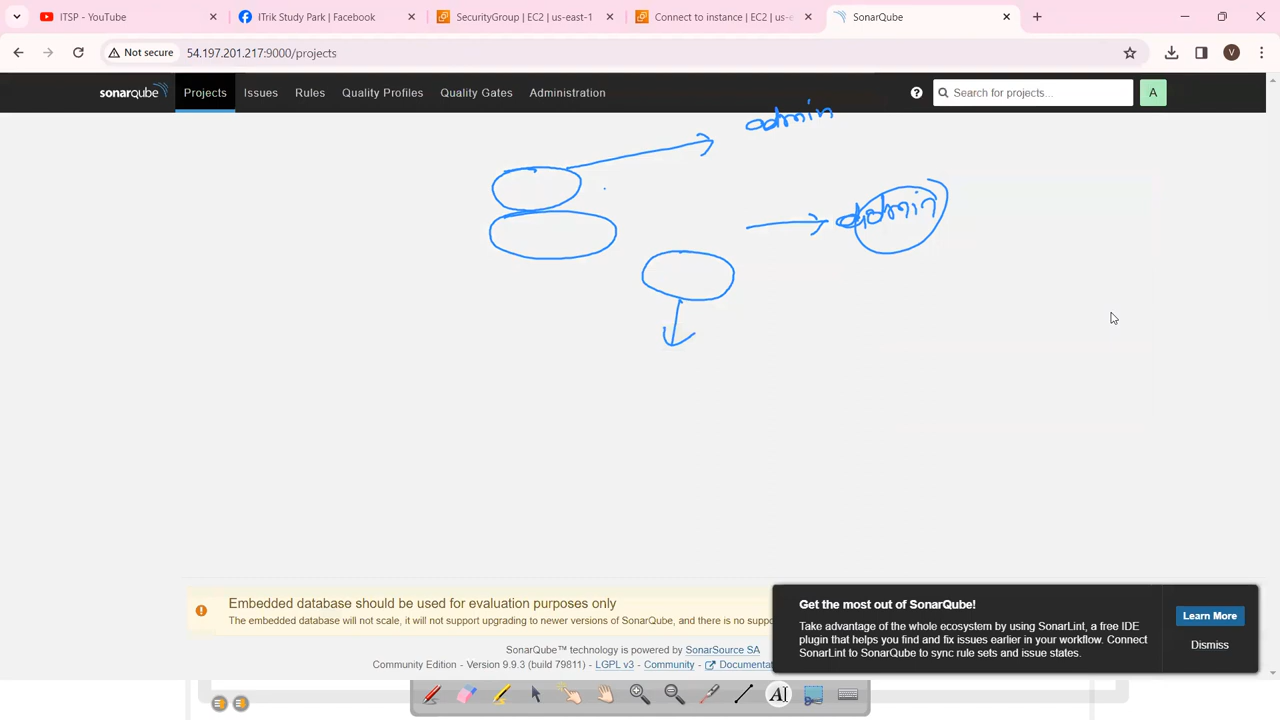 ITSP - YouTube
ITrik Study Park | Facebook
SecurityGroup | EC2 | us-east-1
Connect to instance | EC2 | us-e
SonarQube
Not secure
54.197.201.217:9000/projects
V
sonarqube
Projects
Issues
Rules
Quality Profiles
Quality Gates
Administration
Search for projects...
A
admin
admin
Embedded database should be used for evaluation purposes only
The embedded database will not scale, it will not support upgrading to newer versions of SonarQube, and there is no supp
Get the most out of SonarQube!
Take advantage of the whole ecosystem by using SonarLint, a free IDE
plugin that helps you find and fix issues earlier in your workflow. Connect
SonarLint to SonarQube to sync rule sets and issue states.
Learn More
Dismiss
SonarQube™ technology is powered by SonarSource SA
Community Edition - Version 9.9.3 (build 79811) - LGPL v3 - Community - Documenta
AI